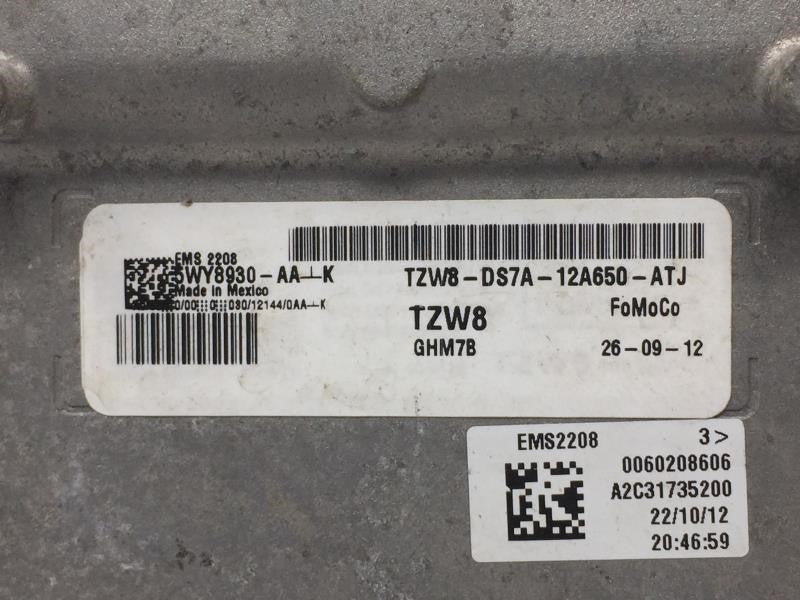 EMS 2208
5WY8930-AA-K
Made in Mexico
TZW8-DS7A-12A650-ATJ
TZW8
FoMoCo
GHM7B
26-09-12
EMS2208
3>
0060208606
A2C31735200
22/10/12
20:46:59